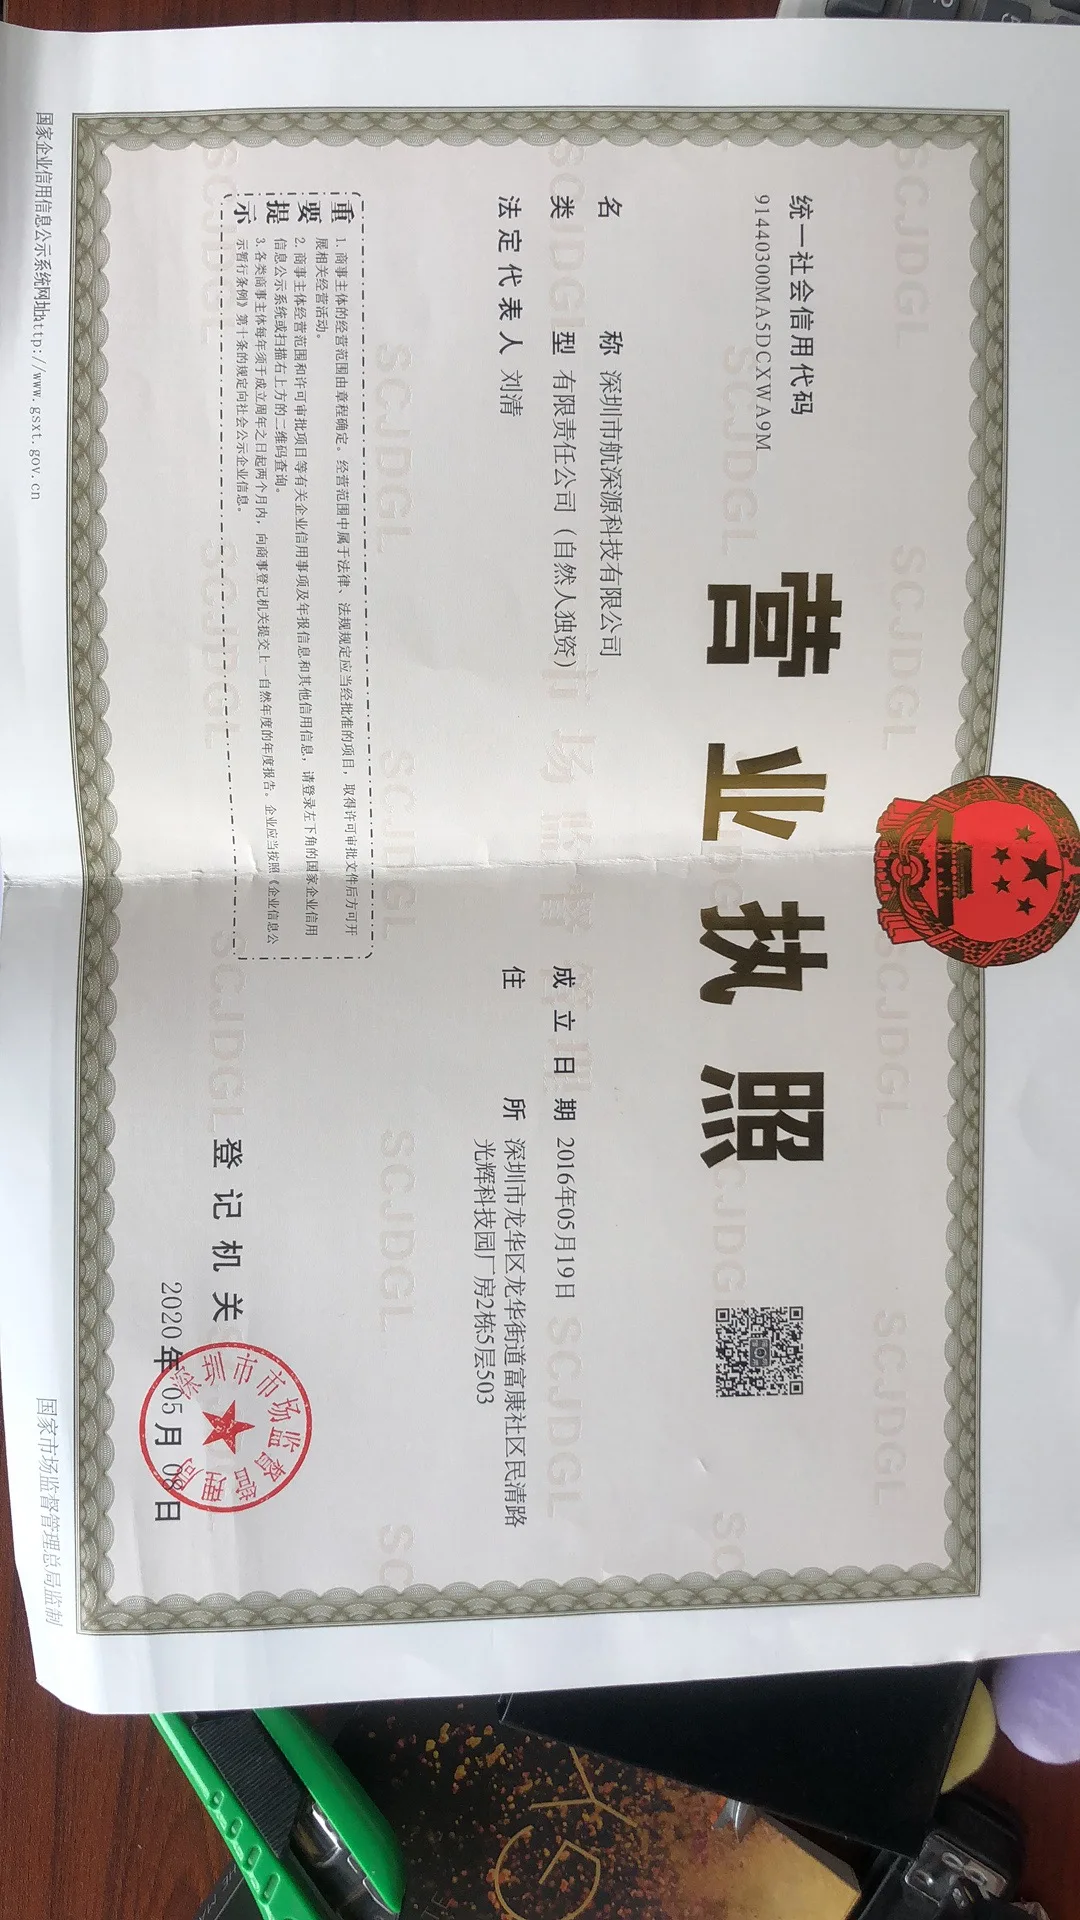 统一社会信用代码
91440300MA5DCXWA9M
营业执照
名称 深圳市航深源科技有限公司
类型 有限责任公司（自然人独资）
法定代表人 刘清
成立日期 2016年05月19日
住所 深圳市龙华区龙华街道富康社区民清路
光辉科技园厂房2栋5层503
重要提示
1. 商事主体的经营范围由章程确定。经营范围中属于法律、法规规定应当经批准的项目，取得许可审批文件后方可开
展相关经营活动。
2. 商事主体经营范围和许可审批项目等有关企业信用事项及年报信息和其他信用信息，请登录左下角的国家企业信用
信息公示系统或扫描右上方的二维码查询。
3. 各类商事主体每年须于成立周年之日起两个月内，向商事登记机关提交上一自然年度的年度报告。企业应当按照《企业信息公
示暂行条例》第十条的规定向社会公示企业信息。
登记机关
深圳市市场监督管理局
2020年05月08日
国家企业信用信息公示系统网址http://www.gsxt.gov.cn
国家市场监督管理总局监制
SCJDGL
市场监督管理